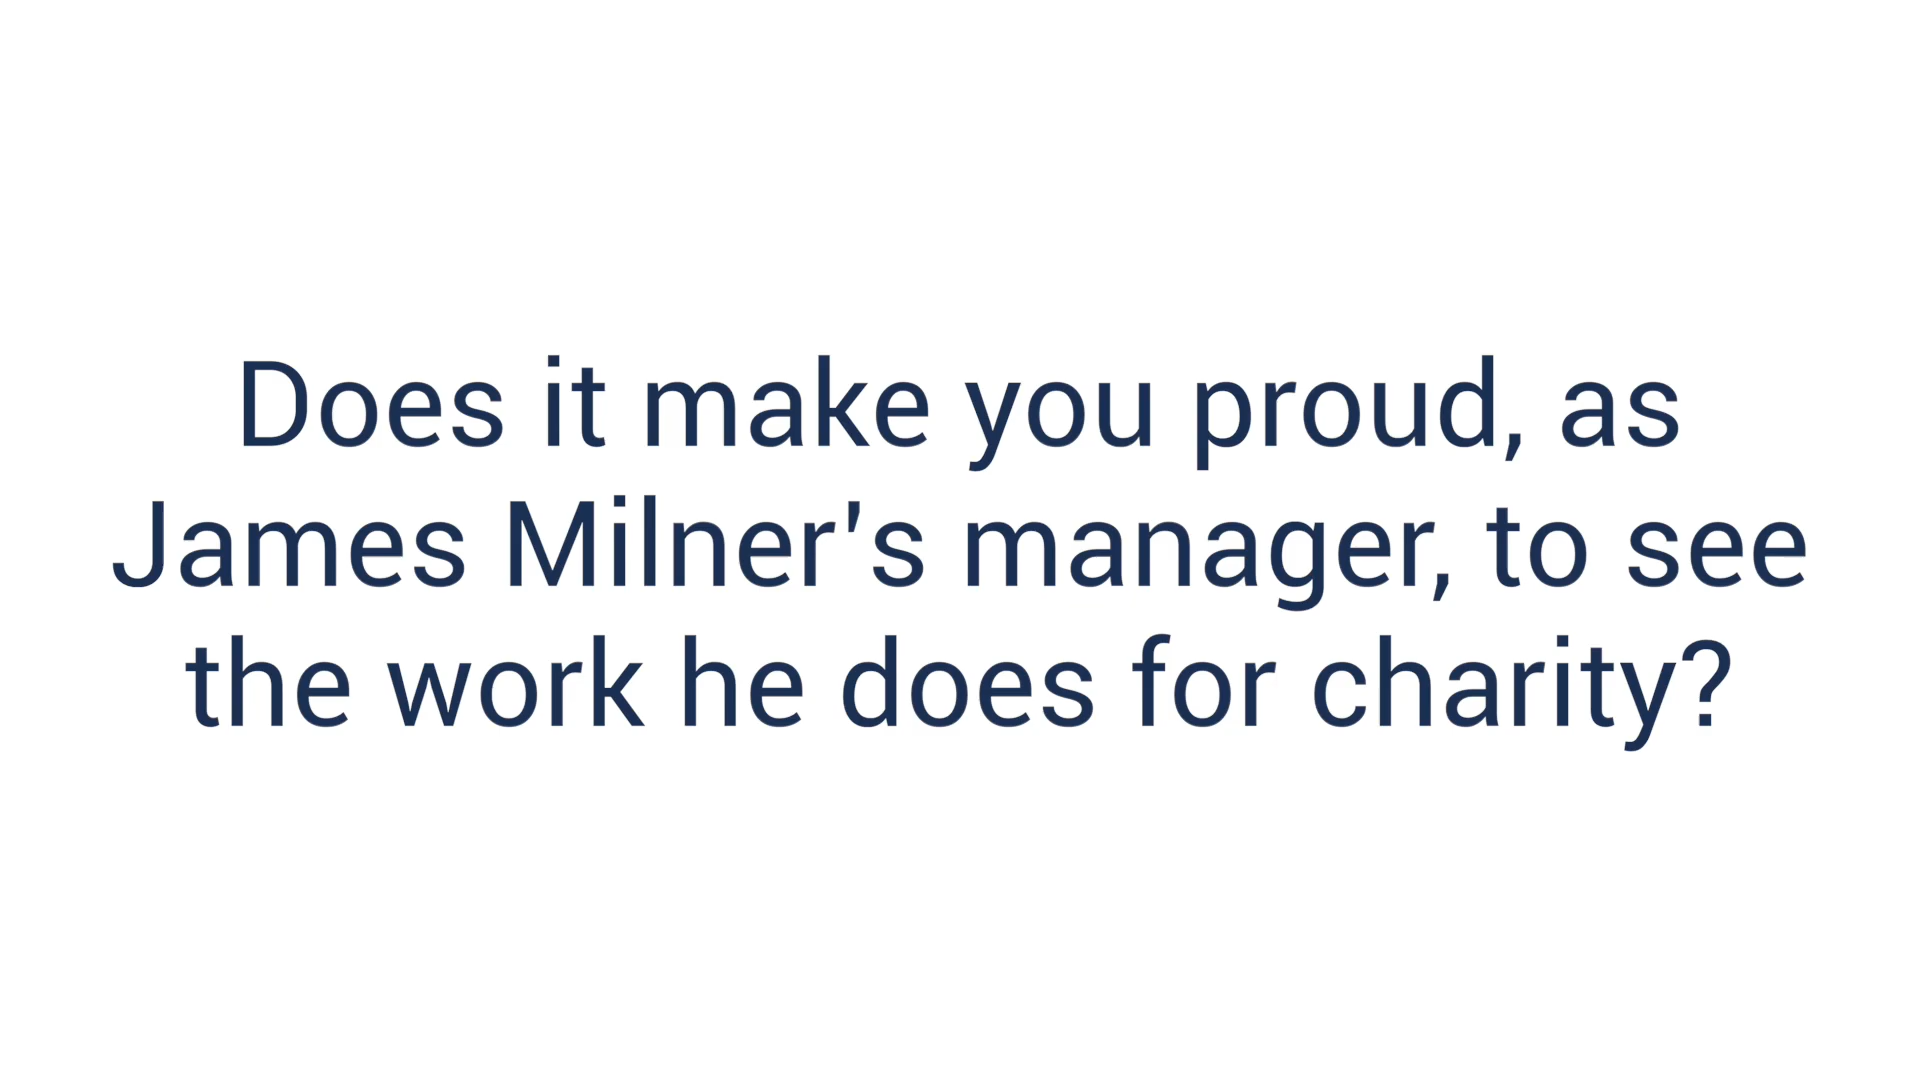 Does it make you proud, as
James Milner's manager, to see
the work he does for charity?